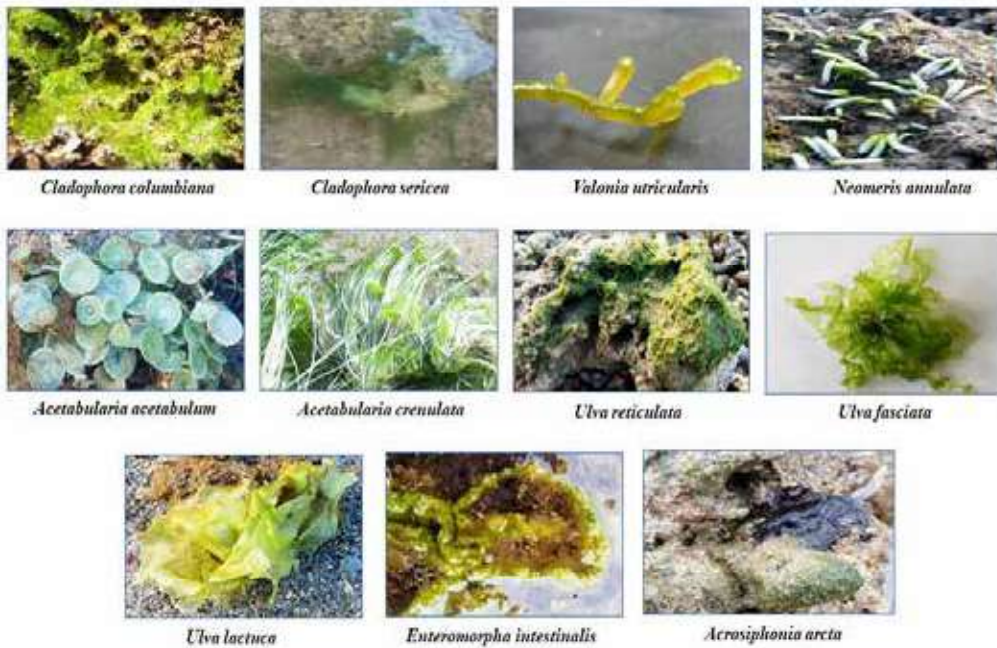 Cladophora columbiana
Cladophora sericea
Valonia utricularis
Neomeris annulata
Acetabularia acetabulum
Acetabularia crenulata
Ulva reticulata
Ulva fasciata
Ulva lactuca
Enteromorpha intestinalis
Acrosiphonia arcta